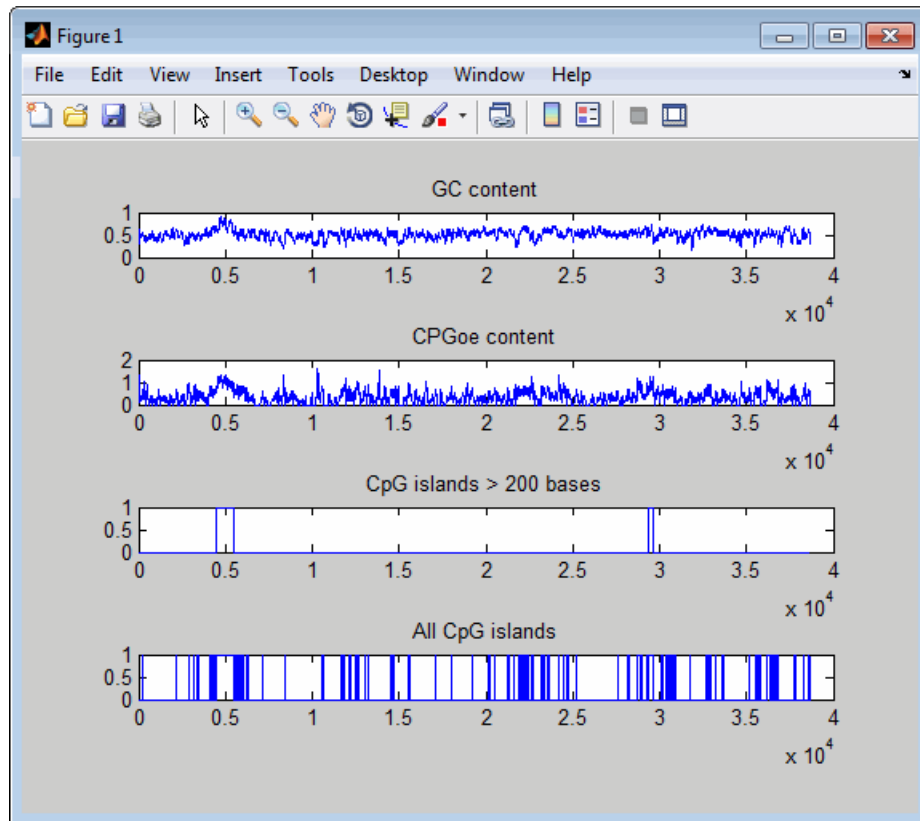 Figure 1
File Edit View Insert Tools Desktop Window Help
GC content
1
0.5
0
0 0.5 1 1.5 2 2.5 3 3.5 4
x 10^4
CPGoe content
2
1
0
0 0.5 1 1.5 2 2.5 3 3.5 4
x 10^4
CpG islands > 200 bases
1
0.5
0
0 0.5 1 1.5 2 2.5 3 3.5 4
x 10^4
All CpG islands
1
0.5
0
0 0.5 1 1.5 2 2.5 3 3.5 4
x 10^4